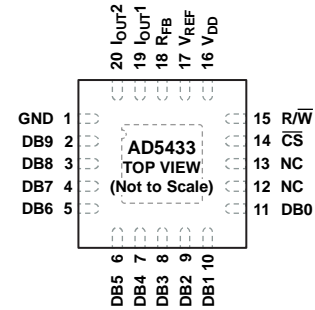 20 IOUT2
19 IOUT1
18 RFB
17 VREF
16 VDD
GND 1
DB9 2
DB8 3
DB7 4
DB6 5
AD5433
TOP VIEW
(Not to Scale)
15 R/W̅
14 C̅S̅
13 NC
12 NC
11 DB0
DB5 6
DB4 7
DB3 8
DB2 9
DB1 10